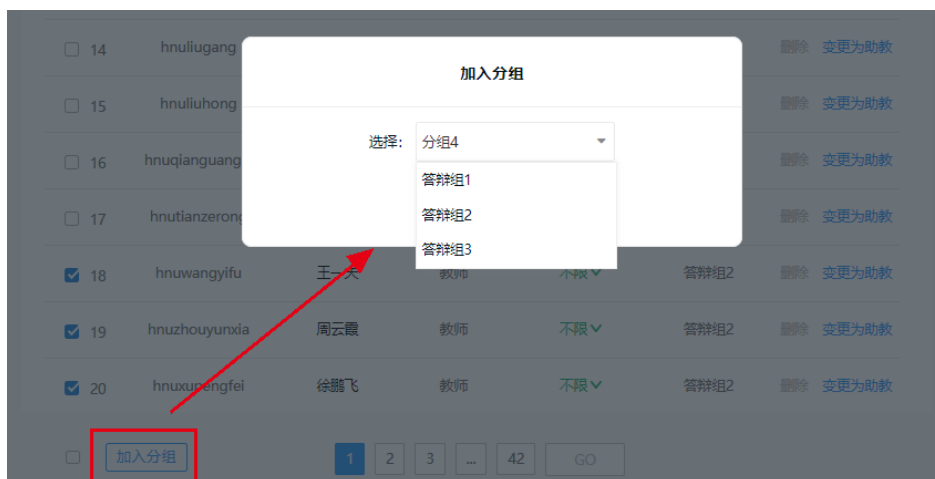 14 hnuliugang 删除 变更为助教
加入分组
15 hnuliuhong 删除 变更为助教
选择: 分组4
16 hnuqianguang 删除 变更为助教
答辩组1
17 hnutianzerong 删除 变更为助教
答辩组2
答辩组3
18 hnuwangyifu 王一夫 教师 不限 答辩组2 删除 变更为助教
19 hnuzhouyunxia 周云霞 教师 不限 答辩组2 删除 变更为助教
20 hnuxupengfei 徐鹏飞 教师 不限 答辩组2 删除 变更为助教
加入分组 1 2 3 ... 42 GO